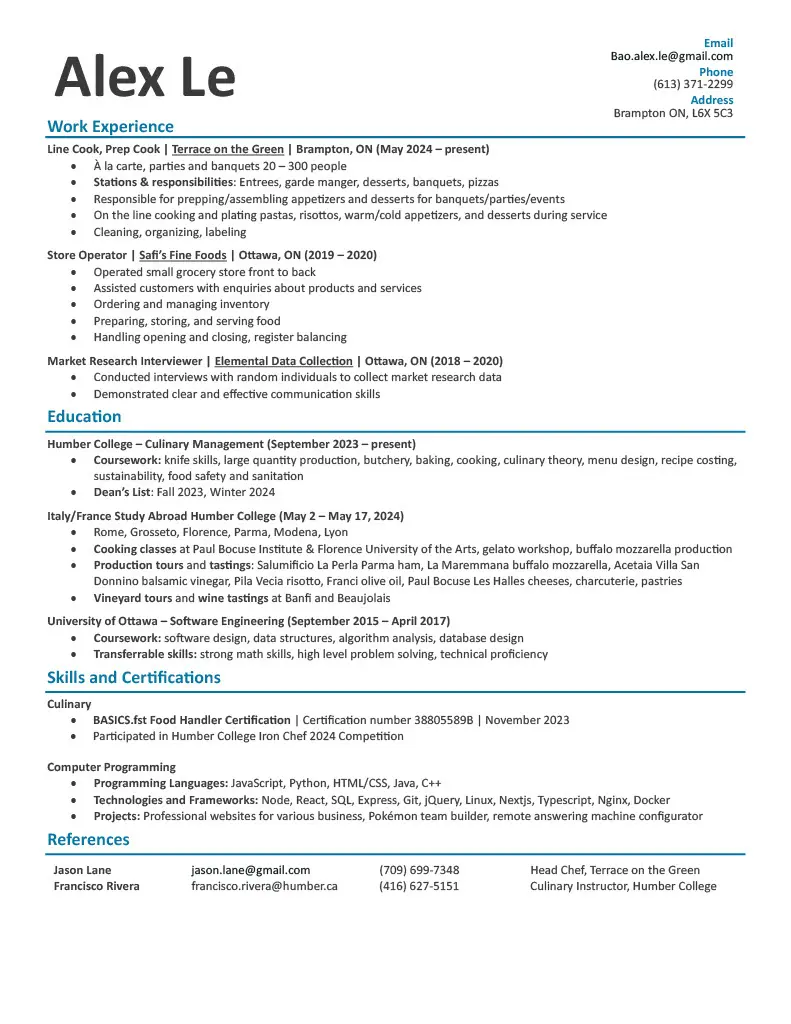 Alex Le
Email
Bao.alex.le@gmail.com
Phone
(613) 371-2299
Address
Brampton ON, L6X 5C3
Work Experience
Line Cook, Prep Cook | Terrace on the Green | Brampton, ON (May 2024 – present)
• À la carte, parties and banquets 20 – 300 people
• Stations & responsibilities: Entrees, garde manger, desserts, banquets, pizzas
• Responsible for prepping/assembling appetizers and desserts for banquets/parties/events
• On the line cooking and plating pastas, risottos, warm/cold appetizers, and desserts during service
• Cleaning, organizing, labeling
Store Operator | Safi's Fine Foods | Ottawa, ON (2019 – 2020)
• Operated small grocery store front to back
• Assisted customers with enquiries about products and services
• Ordering and managing inventory
• Preparing, storing, and serving food
• Handling opening and closing, register balancing
Market Research Interviewer | Elemental Data Collection | Ottawa, ON (2018 – 2020)
• Conducted interviews with random individuals to collect market research data
• Demonstrated clear and effective communication skills
Education
Humber College – Culinary Management (September 2023 – present)
• Coursework: knife skills, large quantity production, butchery, baking, cooking, culinary theory, menu design, recipe costing,
sustainability, food safety and sanitation
• Dean's List: Fall 2023, Winter 2024
Italy/France Study Abroad Humber College (May 2 – May 17, 2024)
• Rome, Grosseto, Florence, Parma, Modena, Lyon
• Cooking classes at Paul Bocuse Institute & Florence University of the Arts, gelato workshop, buffalo mozzarella production
• Production tours and tastings: Salumificio La Perla Parma ham, La Maremmana buffalo mozzarella, Acetaia Villa San
Donnino balsamic vinegar, Pila Vecia risotto, Franci olive oil, Paul Bocuse Les Halles cheeses, charcuterie, pastries
• Vineyard tours and wine tastings at Banfi and Beaujolais
University of Ottawa – Software Engineering (September 2015 – April 2017)
• Coursework: software design, data structures, algorithm analysis, database design
• Transferrable skills: strong math skills, high level problem solving, technical proficiency
Skills and Certifications
Culinary
• BASICS.fst Food Handler Certification | Certification number 38805589B | November 2023
• Participated in Humber College Iron Chef 2024 Competition
Computer Programming
• Programming Languages: JavaScript, Python, HTML/CSS, Java, C++
• Technologies and Frameworks: Node, React, SQL, Express, Git, jQuery, Linux, Nextjs, Typescript, Nginx, Docker
• Projects: Professional websites for various business, Pokémon team builder, remote answering machine configurator
References
Jason Lane jason.lane@gmail.com (709) 699-7348 Head Chef, Terrace on the Green
Francisco Rivera francisco.rivera@humber.ca (416) 627-5151 Culinary Instructor, Humber College